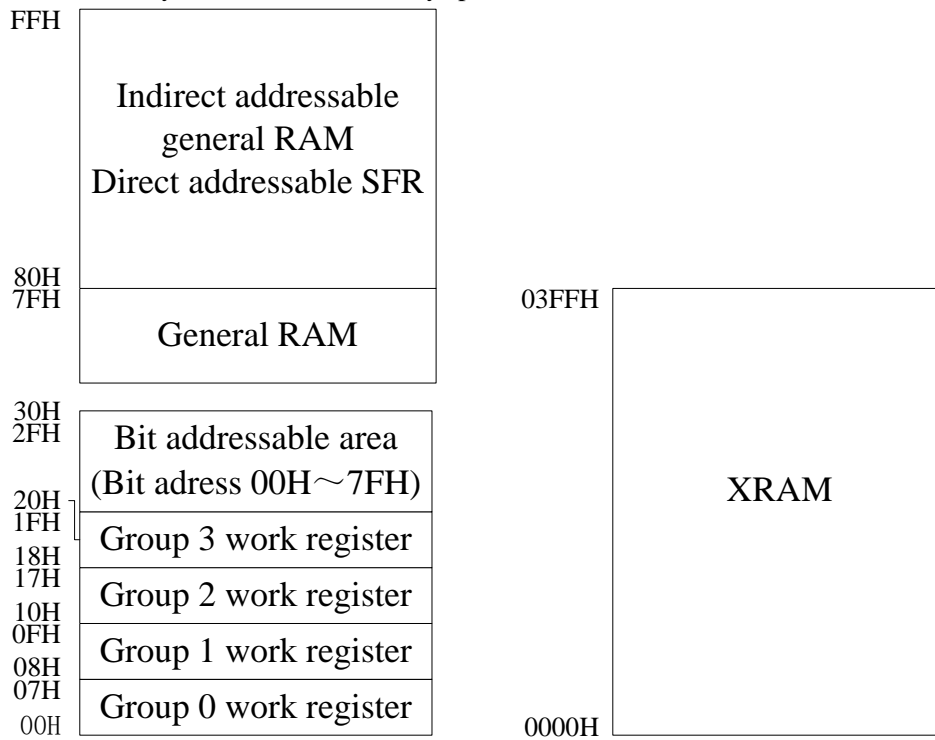 FFH
Indirect addressable
general RAM
Direct addressable SFR
80H
7FH
General RAM
30H
2FH
Bit addressable area
(Bit adress 00H～7FH)
20H
1FH
Group 3 work register
18H
17H
Group 2 work register
10H
0FH
Group 1 work register
08H
07H
Group 0 work register
00H
03FFH
XRAM
0000H